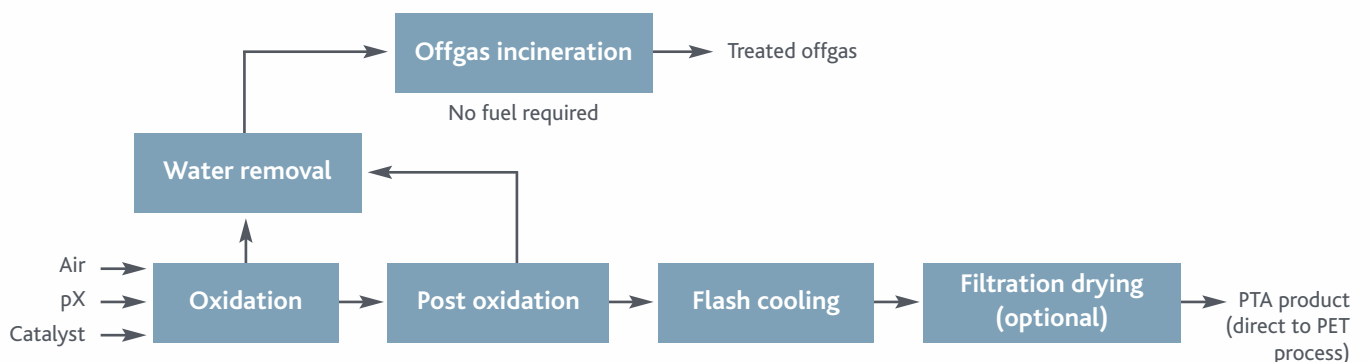 Offgas incineration
Treated offgas
No fuel required
Water removal
Air
pX
Catalyst
Oxidation
Post oxidation
Flash cooling
Filtration drying
(optional)
PTA product
(direct to PET
process)